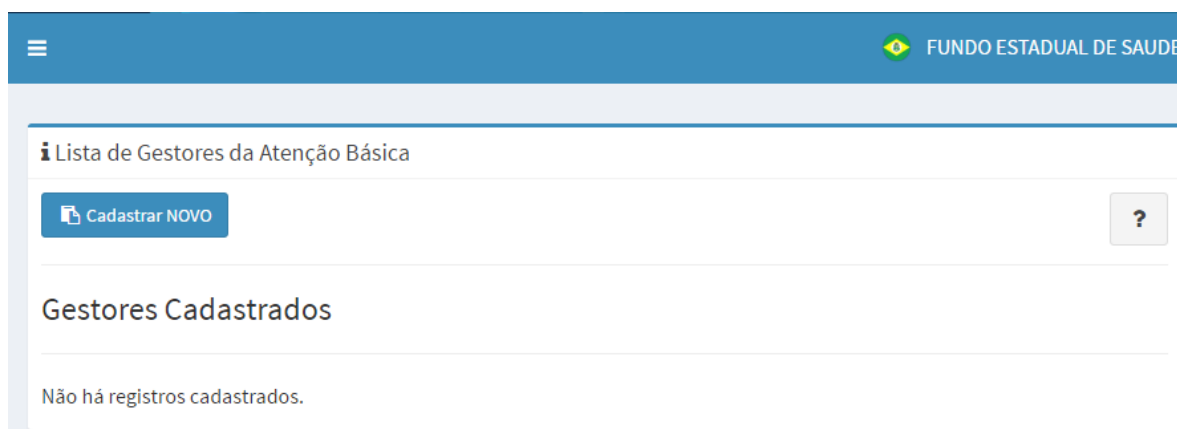 FUNDO ESTADUAL DE SAUDE
i Lista de Gestores da Atenção Básica
Cadastrar NOVO
?
Gestores Cadastrados
Não há registros cadastrados.